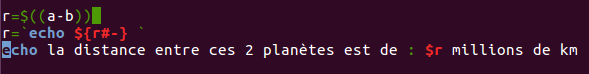 r=$((a-b))
r=`echo ${r#-} `
echo la distance entre ces 2 planètes est de : $r millions de km